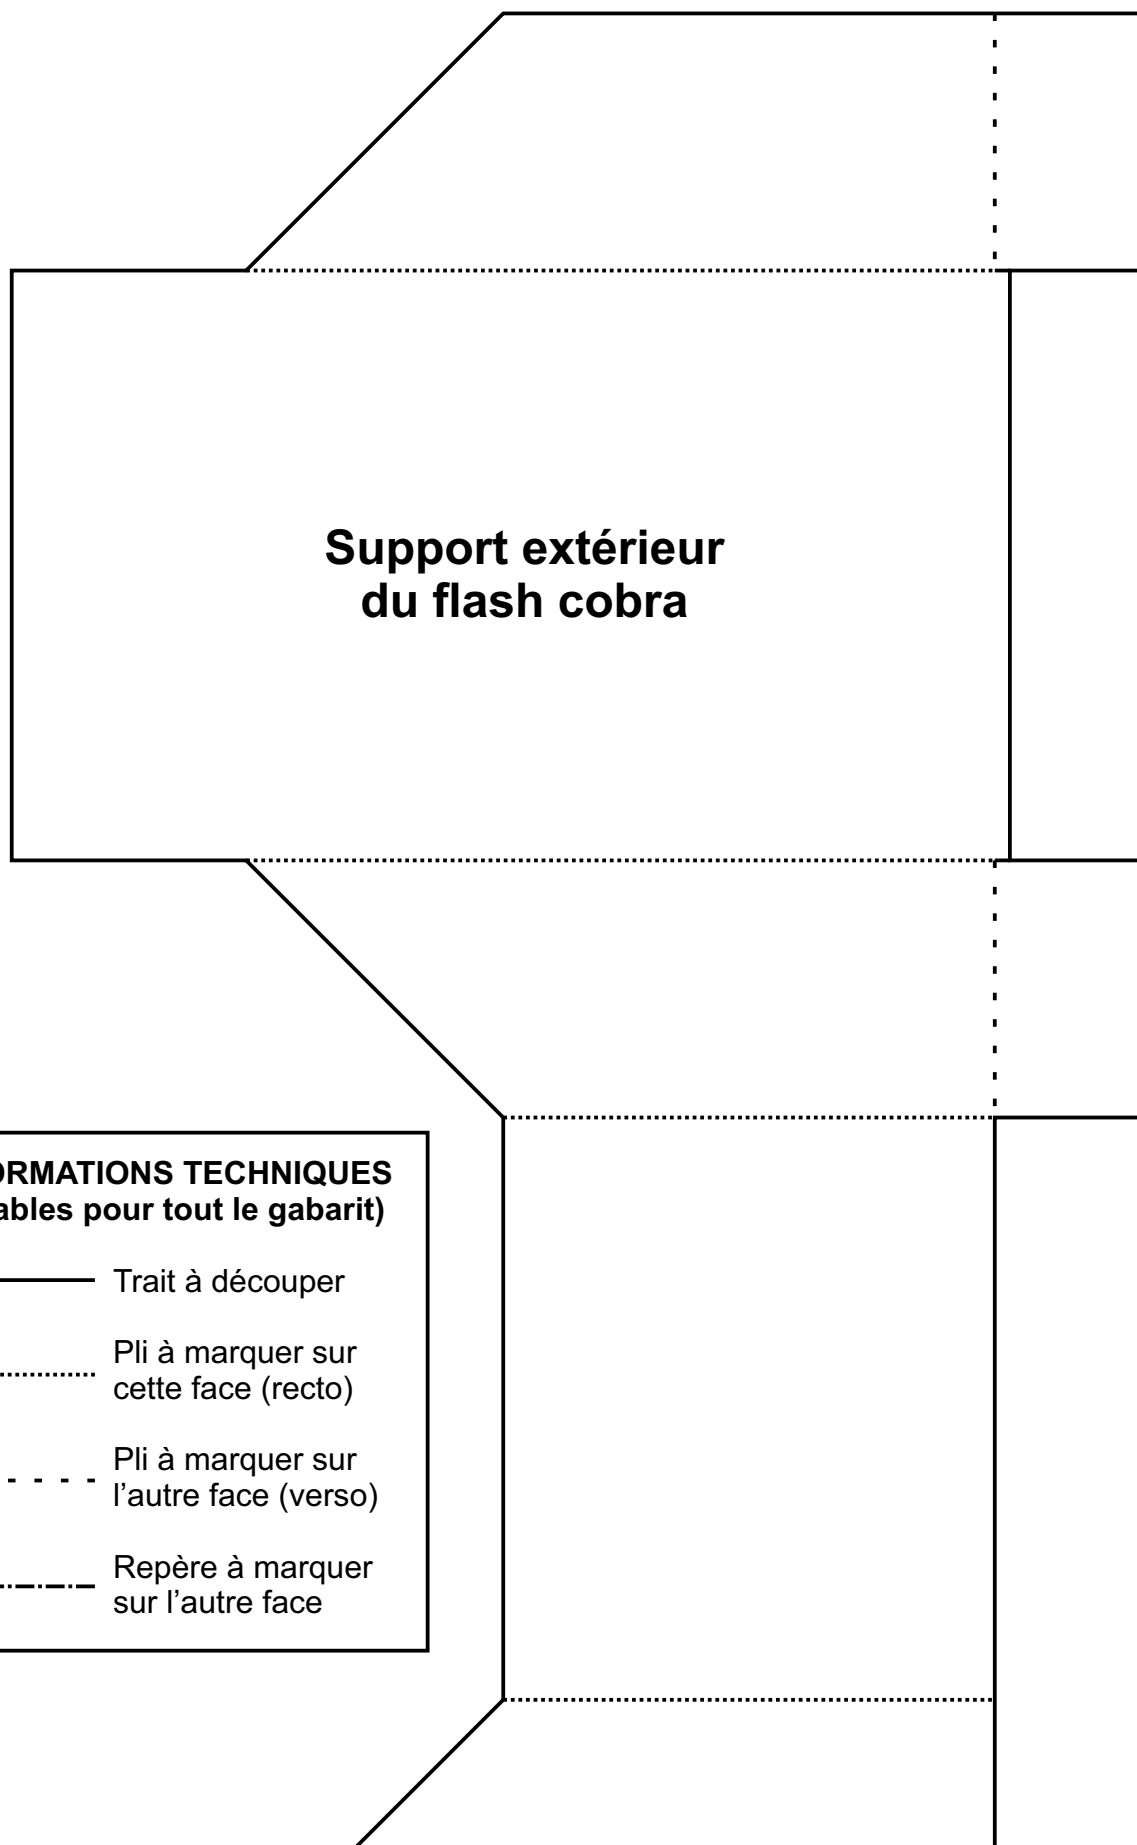 Support extérieur
du flash cobra
ORMATIONS TECHNIQUES
ables pour tout le gabarit)
Trait à découper
Pli à marquer sur
cette face (recto)
Pli à marquer sur
l’autre face (verso)
Repère à marquer
sur l’autre face